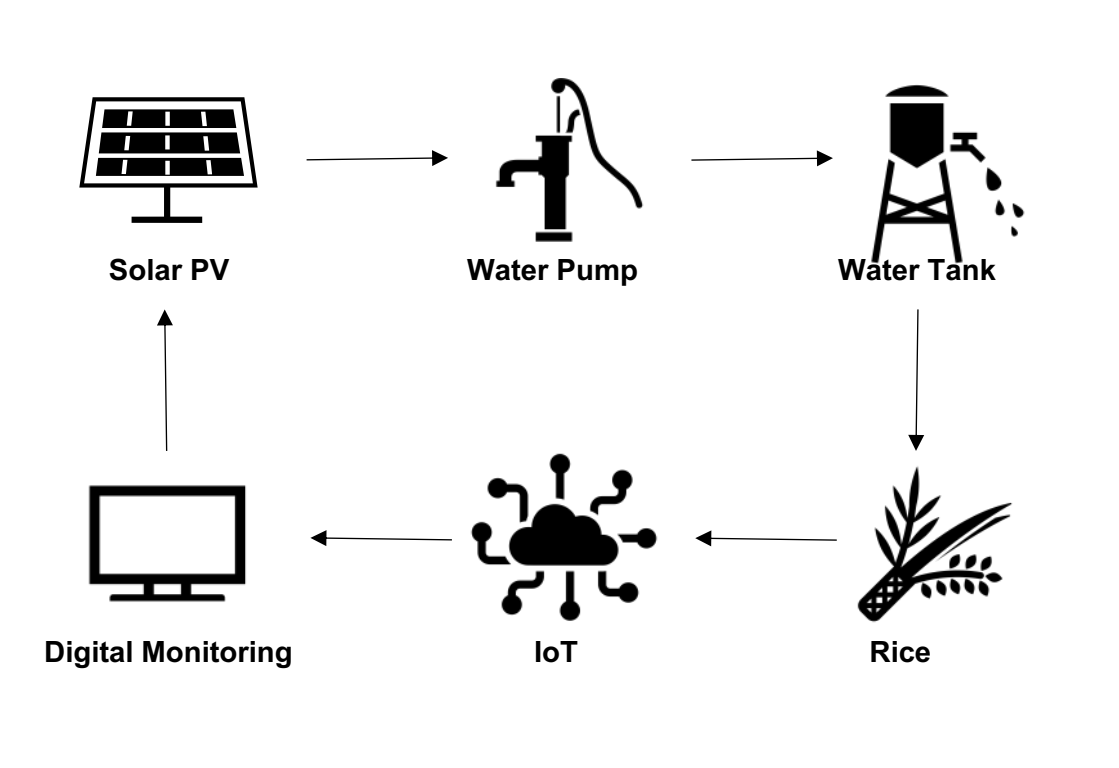 Solar PV
Water Pump
Water Tank
Digital Monitoring
IoT
Rice